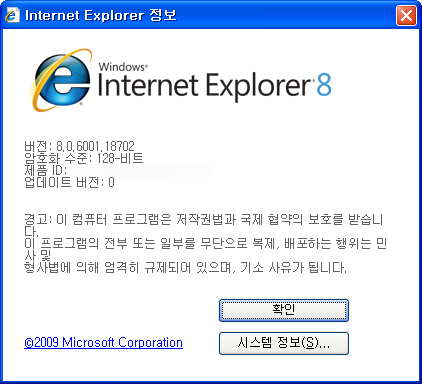 Internet Explorer 정보
Windows®
Internet Explorer 8
버전: 8.0.6001.18702
암호화 수준: 128-비트
제품 ID:
업데이트 버전: 0
경고: 이 컴퓨터 프로그램은 저작권법과 국제 협약의 보호를 받습니
다.
이 프로그램의 전부 또는 일부를 무단으로 복제, 배포하는 행위는 민
사 및
형사법에 의해 엄격히 규제되어 있으며, 기소 사유가 됩니다.
확인
©2009 Microsoft Corporation
시스템 정보(S)...